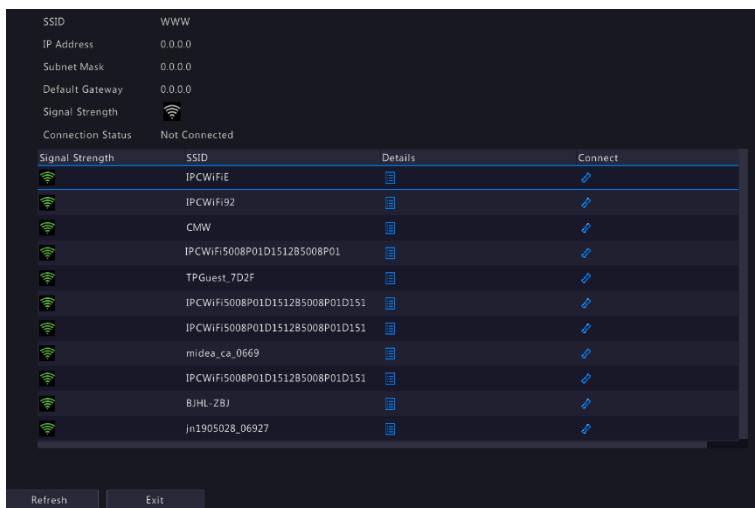 SSID WWW
IP Address 0.0.0.0
Subnet Mask 0.0.0.0
Default Gateway 0.0.0.0
Signal Strength
Connection Status Not Connected
Signal Strength SSID Details Connect
IPCWiFiE
IPCWiFi92
CMW
IPCWiFi5008P01D1512B5008P01
TPGuest_7D2F
IPCWiFi5008P01D1512B5008P01D151
IPCWiFi5008P01D1512B5008P01D151
midea_ca_0669
IPCWiFi5008P01D1512B5008P01D151
BJHL-ZBJ
jn1905028_06927
Refresh Exit